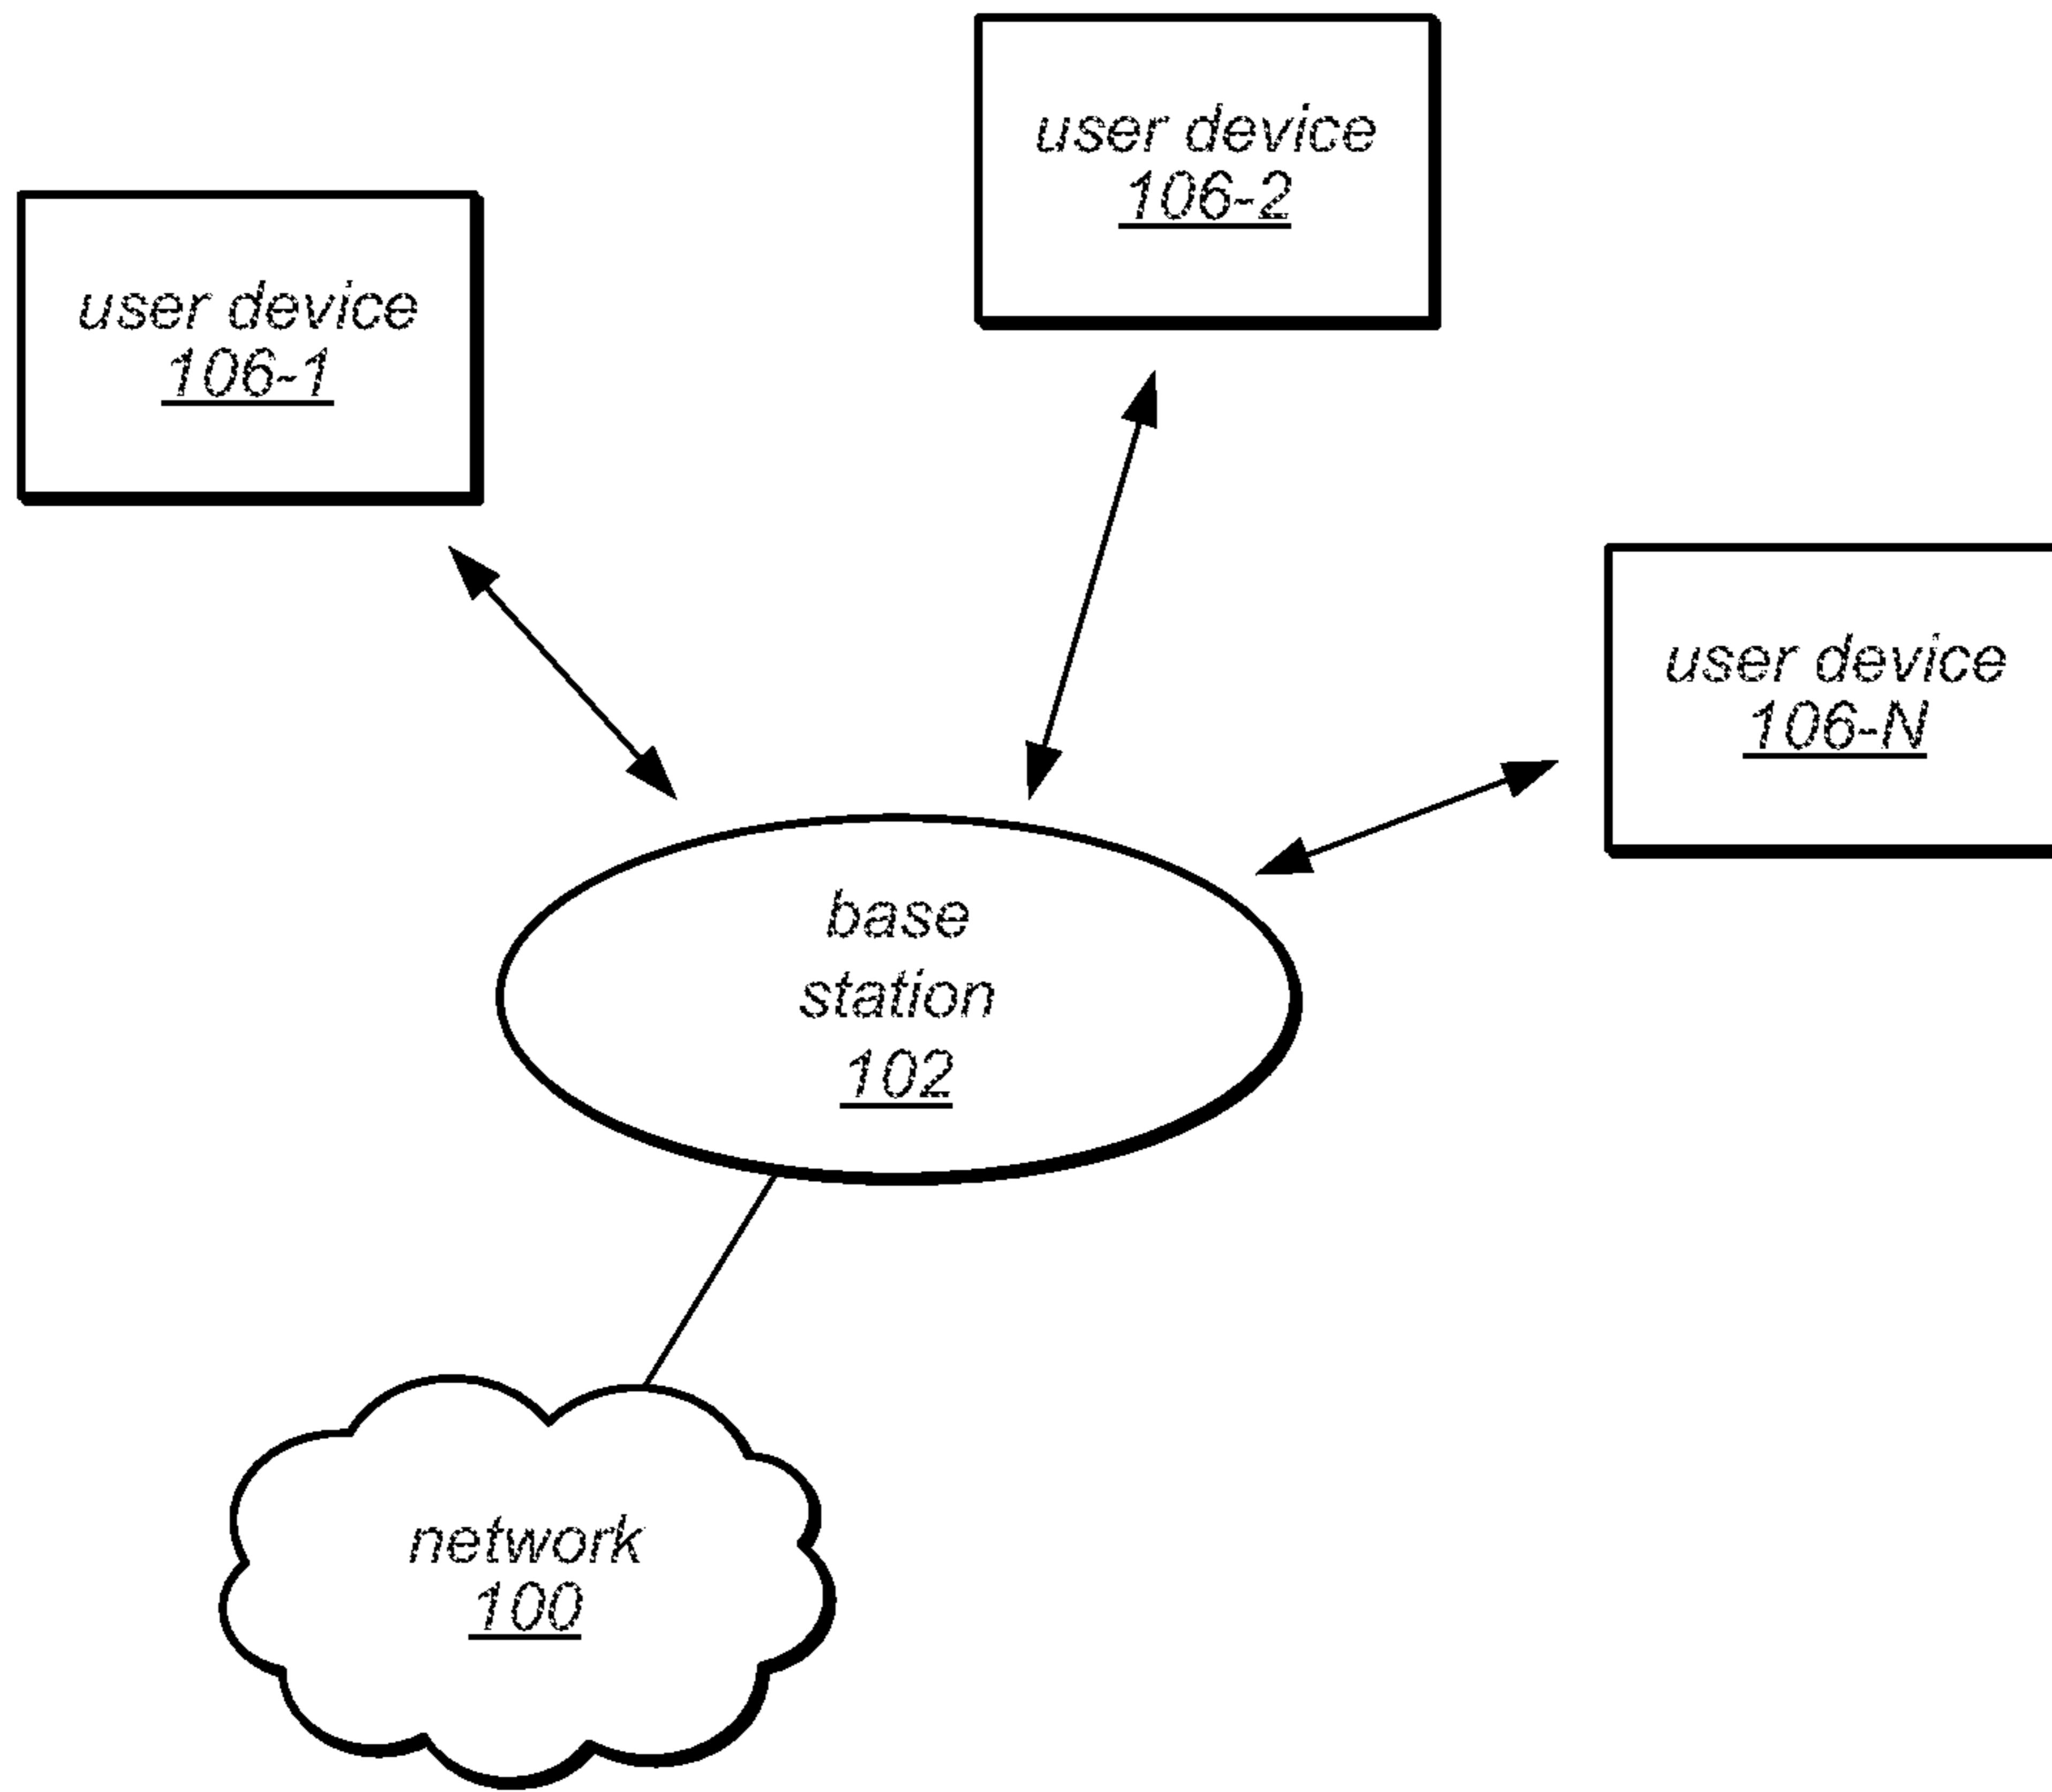 user device
106-2
user device
106-1
user device
106-N
base
station
102
network
100